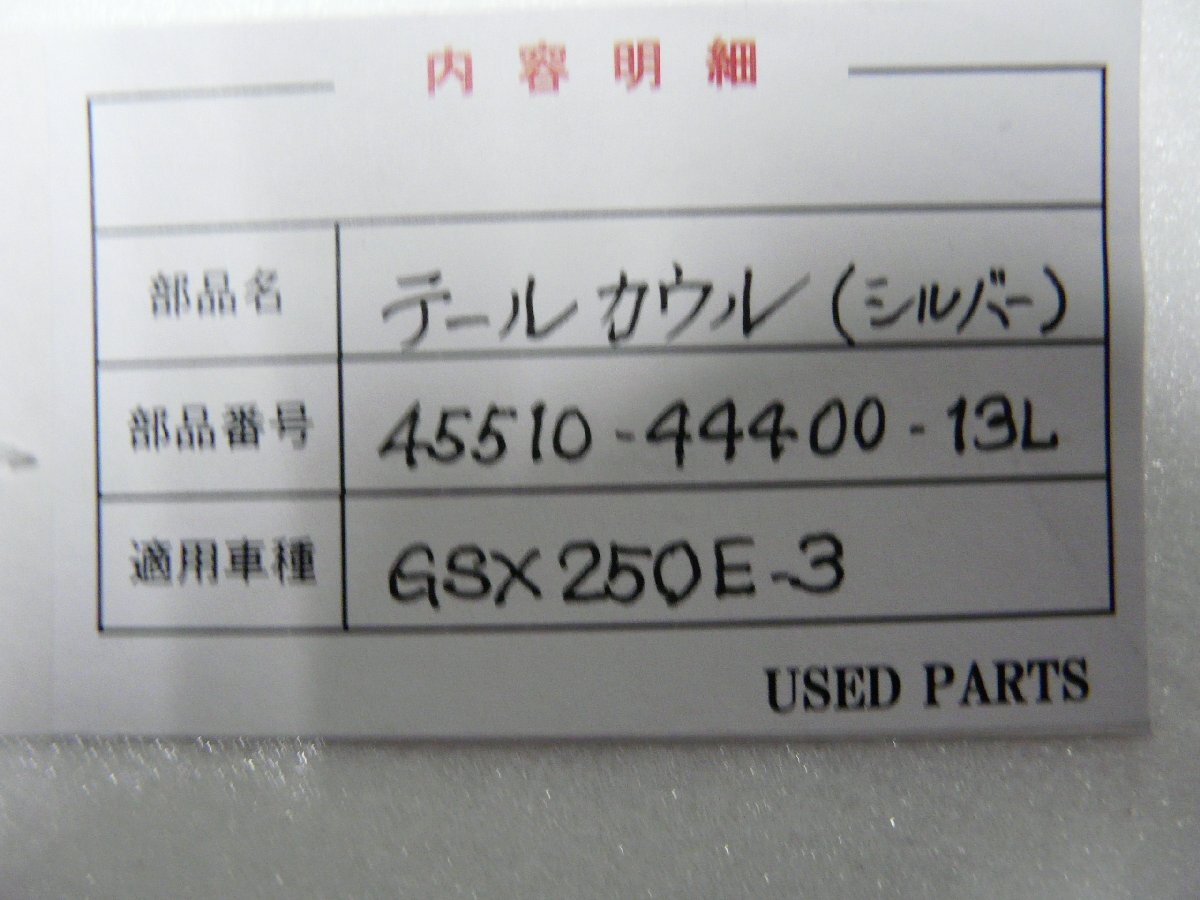 内容明細
部品名 テールカウル(シルバー)
部品番号 45510-44400-13L
適用車種 GSX250E-3
USED PARTS